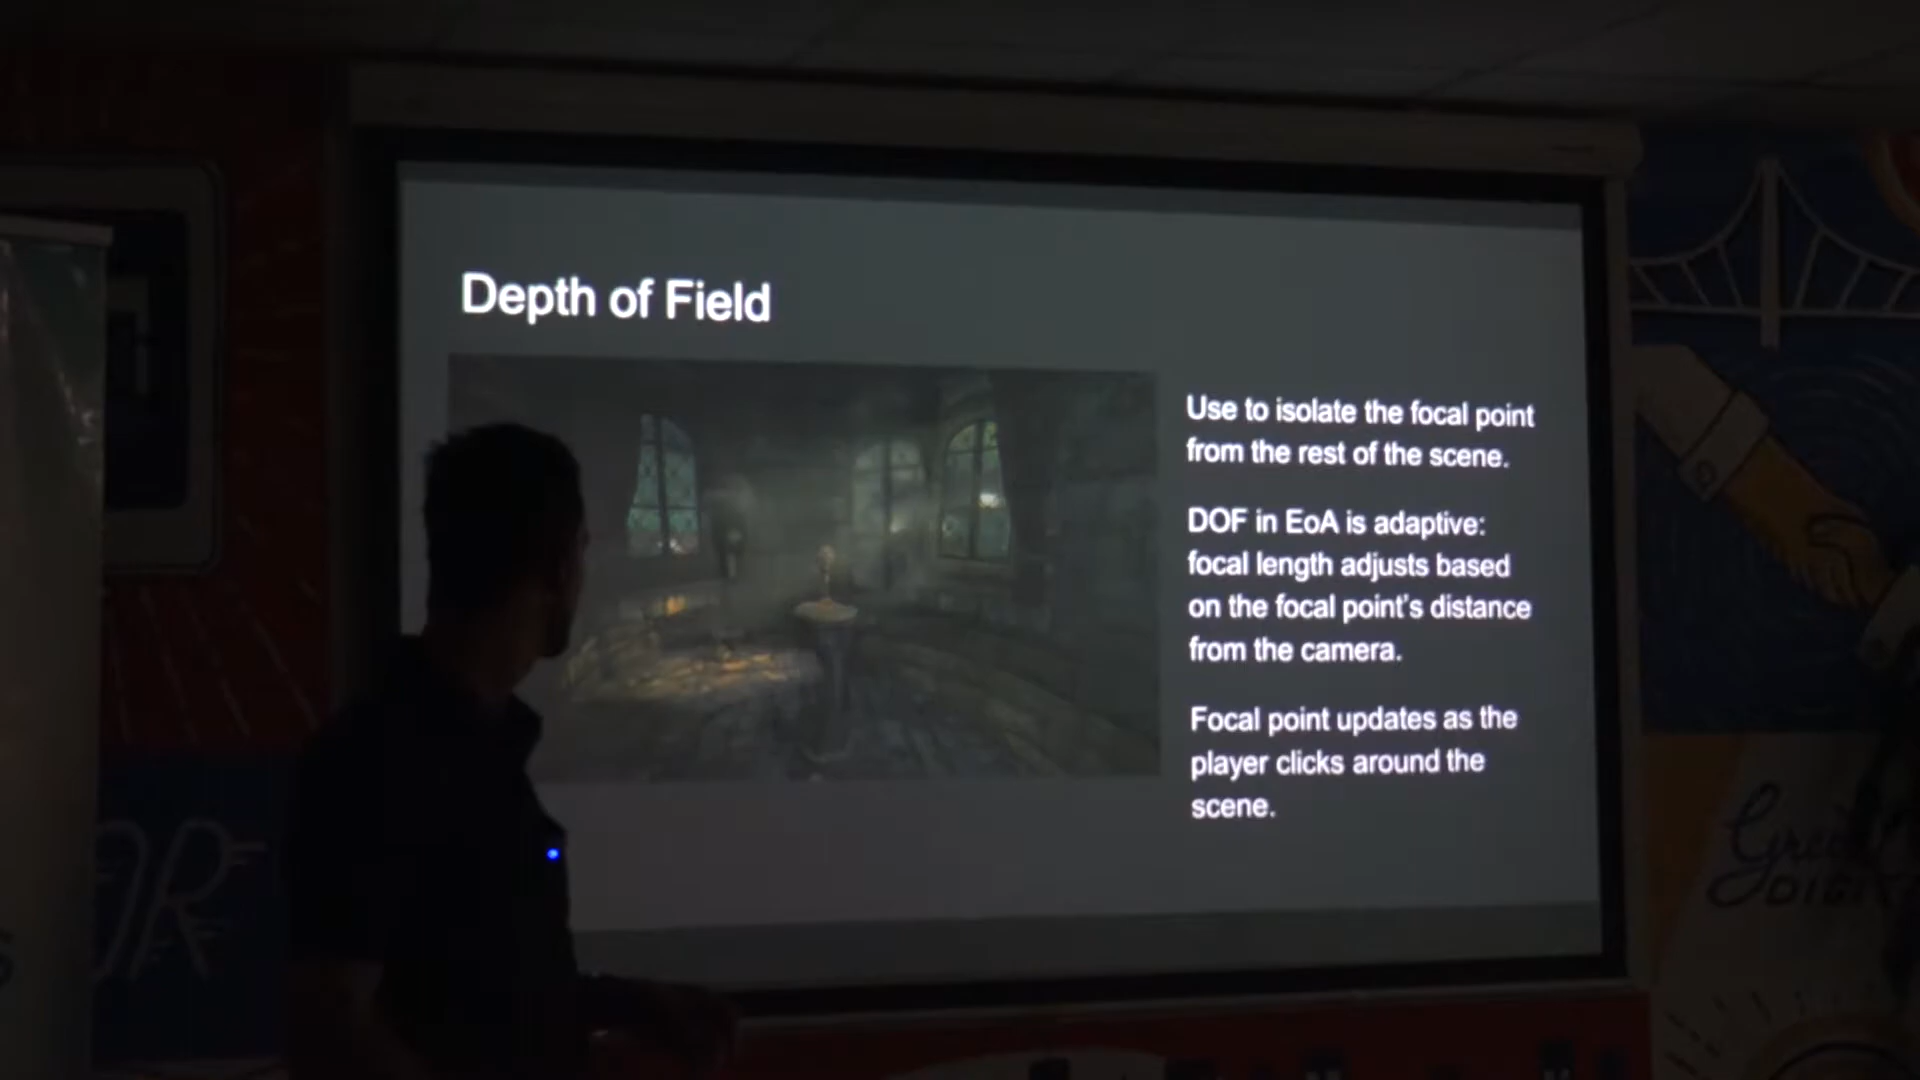 Depth of Field
Use to isolate the focal point
from the rest of the scene.
DOF in EoA is adaptive:
focal length adjusts based
on the focal point's distance
from the camera.
Focal point updates as the
player clicks around the
scene.